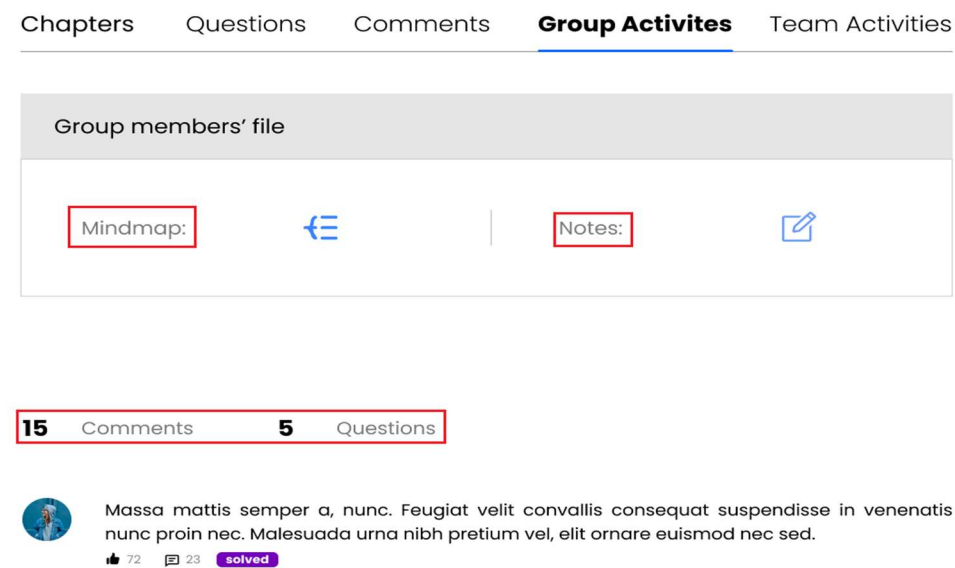 Chapters Questions Comments Group Activites Team Activities
Group members’ file
Mindmap: Notes:
15 Comments 5 Questions
Massa mattis semper a, nunc. Feugiat velit convallis consequat suspendisse in venenatis
nunc proin nec. Malesuada urna nibh pretium vel, elit ornare euismod nec sed.
72 23 solved